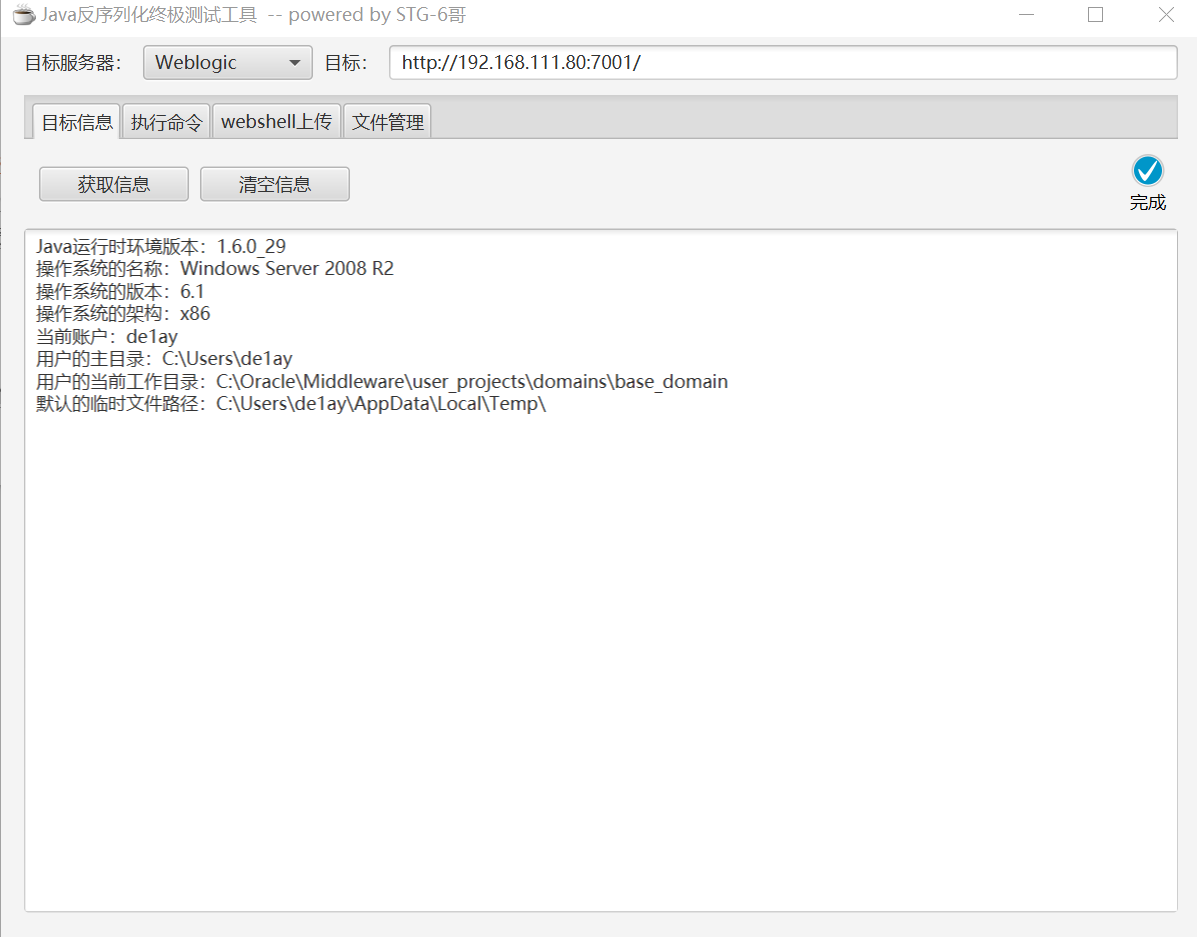 Java反序列化终极测试工具 -- powered by STG-6哥
目标服务器： Weblogic 目标： http://192.168.111.80:7001/
目标信息 执行命令 webshell上传 文件管理
获取信息 清空信息
完成
Java运行时环境版本：1.6.0_29
操作系统的名称：Windows Server 2008 R2
操作系统的版本：6.1
操作系统的架构：x86
当前账户：de1ay
用户的主目录：C:\Users\de1ay
用户的当前工作目录：C:\Oracle\Middleware\user_projects\domains\base_domain
默认的临时文件路径：C:\Users\de1ay\AppData\Local\Temp\